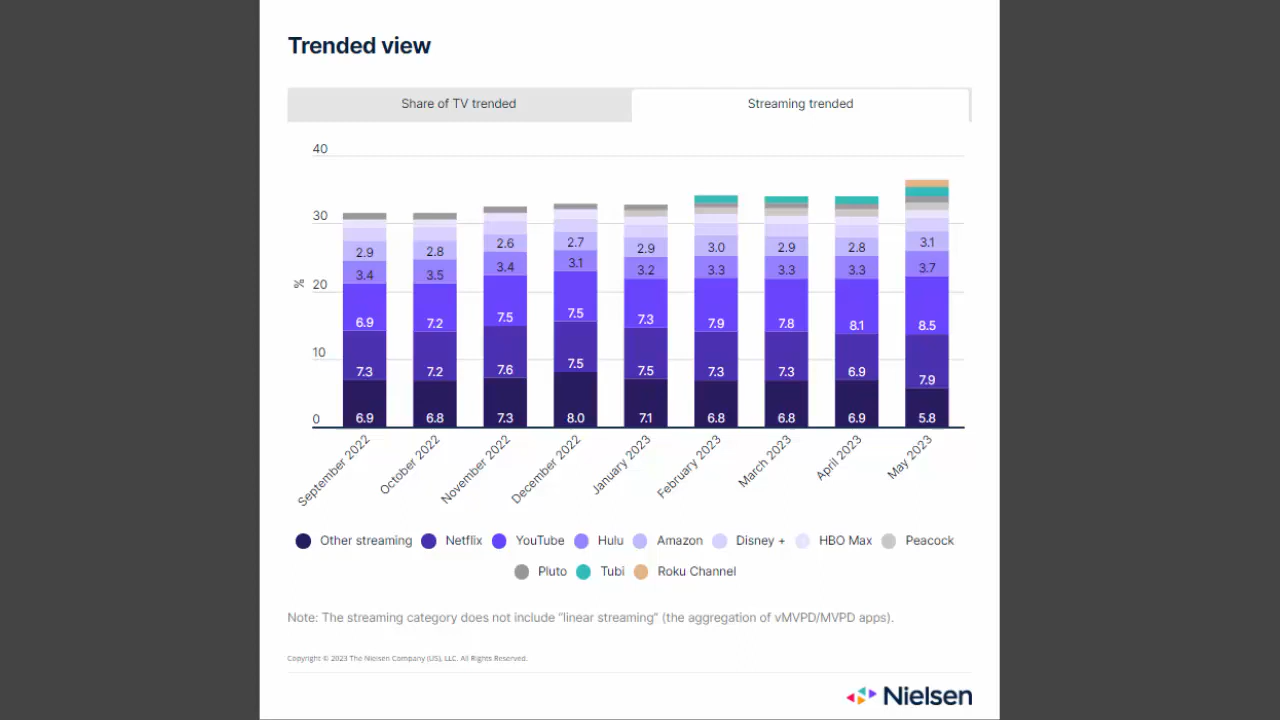 Trended view
Share of TV trended Streaming trended
40
30
20
10
0
%
2.9 2.8 2.6 2.7 2.9 3.0 2.9 2.8 3.1
3.4 3.5 3.4 3.1 3.2 3.3 3.3 3.3 3.7
6.9 7.2 7.5 7.5 7.3 7.9 7.8 8.1 8.5
7.3 7.2 7.6 7.5 7.5 7.3 7.3 6.9 7.9
6.9 6.8 7.3 8.0 7.1 6.8 6.8 6.9 5.8
September 2022 October 2022 November 2022 December 2022 January 2023 February 2023 March 2023 April 2023 May 2023
Other streaming Netflix YouTube Hulu Amazon Disney + HBO Max Peacock
Pluto Tubi Roku Channel
Note: The streaming category does not include "linear streaming" (the aggregation of vMVPD/MVPD apps).
Copyright © 2023 The Nielsen Company (US), LLC. All Rights Reserved.
Nielsen